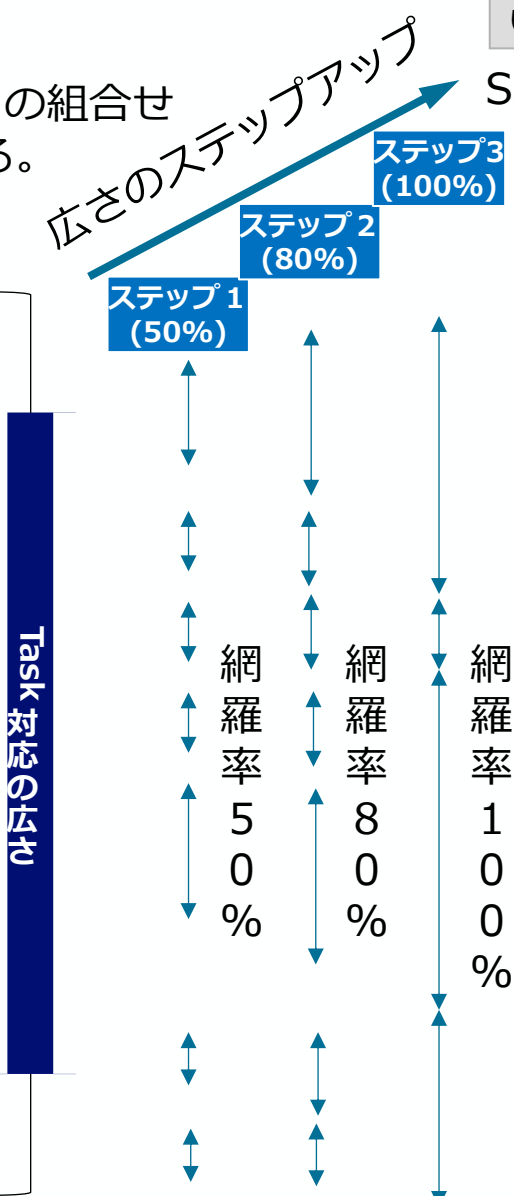 の組合せ
る。
広さのステップアップ
S
ステップ3
(100%)
ステップ2
(80%)
ステップ1
(50%)
Task 対応の広さ
網羅率50%
網羅率80%
網羅率100%